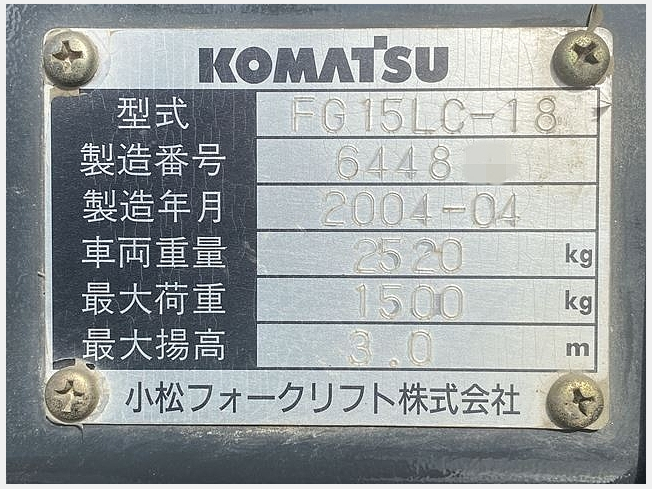 KOMATSU
型式 FG15LC-18
製造番号 6448
製造年月 2004-04
車両重量 2520 kg
最大荷重 1500 kg
最大揚高 3.0 m
小松フォークリフト株式会社